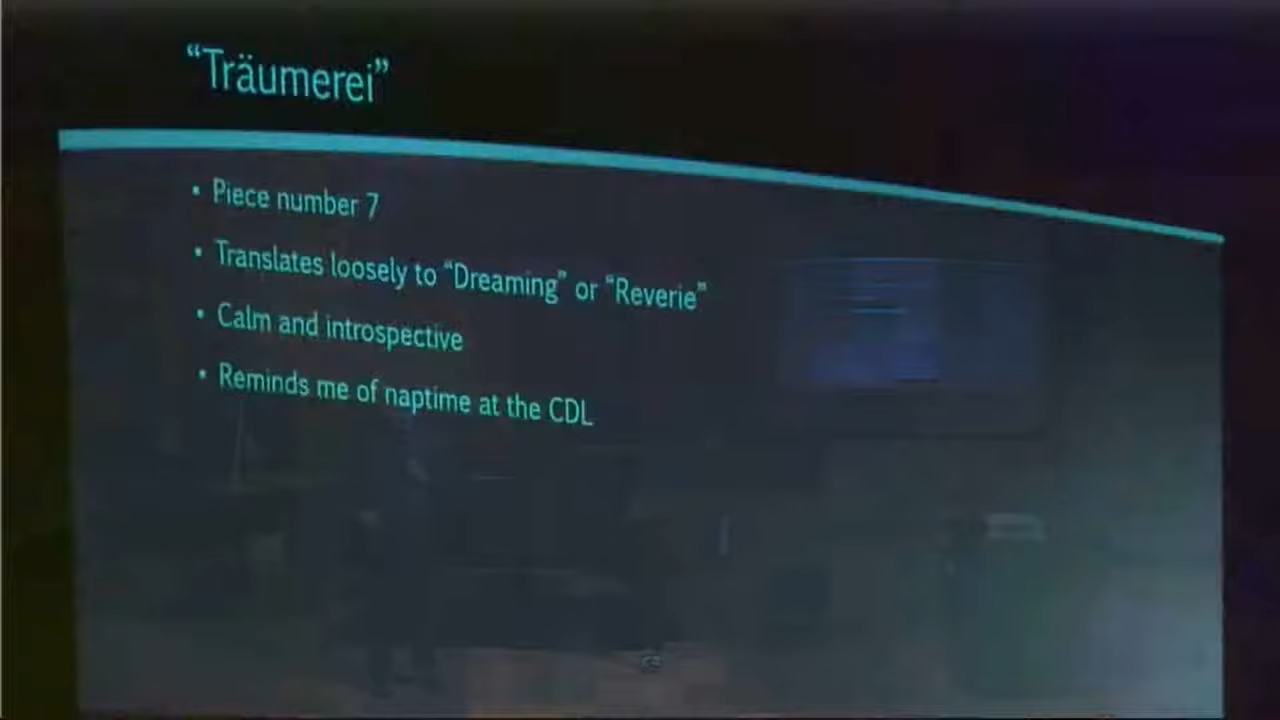 “Träumerei”
• Piece number 7
• Translates loosely to “Dreaming” or “Reverie”
• Calm and introspective
• Reminds me of naptime at the CDL